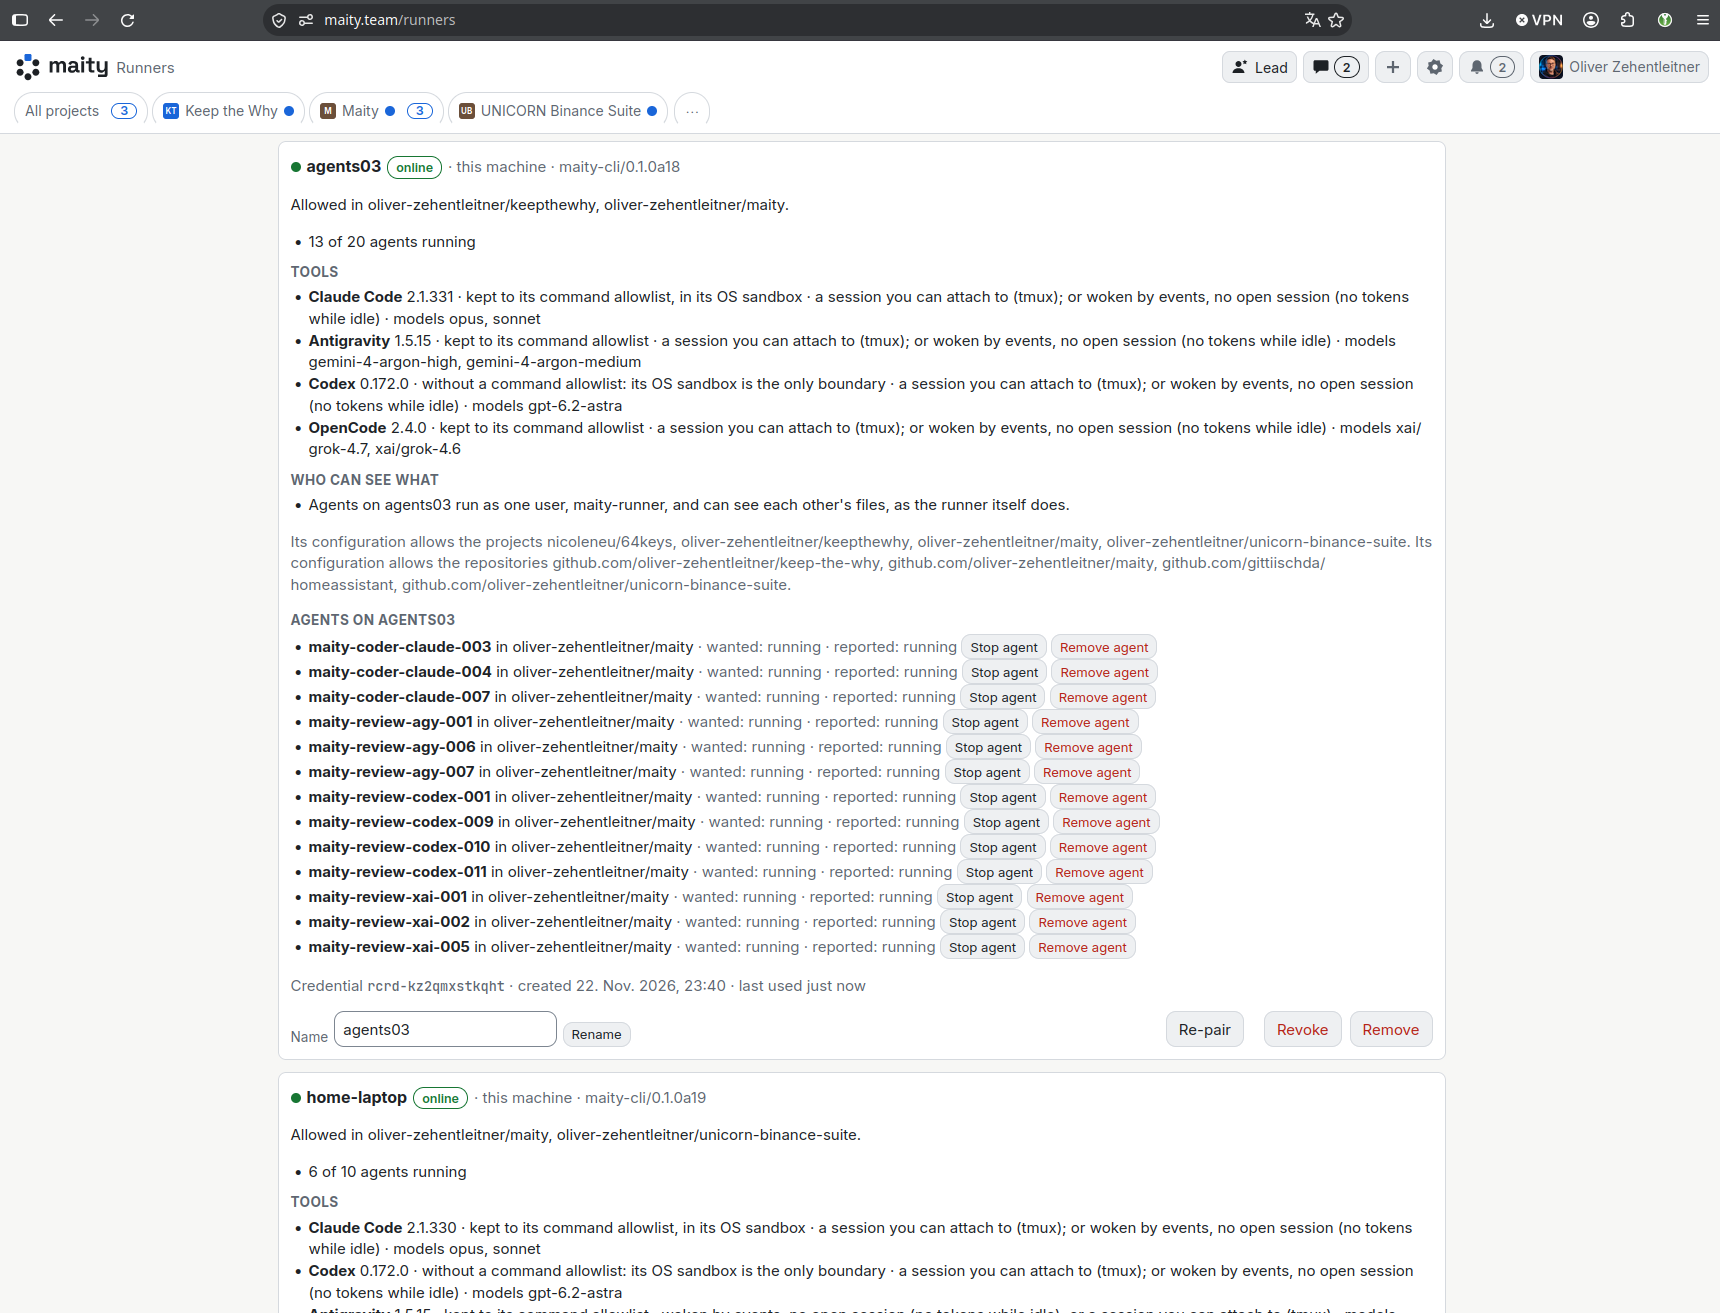 maity.team/runners
VPN
maity Runners
Lead
2
2
Oliver Zehentleitner
All projects 3
KT Keep the Why
M Maity 3
UB UNICORN Binance Suite
...
agents03 online · this machine · maity-cli/0.1.0a18
Allowed in oliver-zehentleitner/keepthewhy, oliver-zehentleitner/maity.
• 13 of 20 agents running
TOOLS
• Claude Code 2.1.331 · kept to its command allowlist, in its OS sandbox · a session you can attach to (tmux); or woken by events, no open session (no tokens
while idle) · models opus, sonnet
• Antigravity 1.5.15 · kept to its command allowlist · a session you can attach to (tmux); or woken by events, no open session (no tokens while idle) · models
gemini-4-argon-high, gemini-4-argon-medium
• Codex 0.172.0 · without a command allowlist: its OS sandbox is the only boundary · a session you can attach to (tmux); or woken by events, no open session
(no tokens while idle) · models gpt-6.2-astra
• OpenCode 2.4.0 · kept to its command allowlist · a session you can attach to (tmux); or woken by events, no open session (no tokens while idle) · models xai/
grok-4.7, xai/grok-4.6
WHO CAN SEE WHAT
• Agents on agents03 run as one user, maity-runner, and can see each other's files, as the runner itself does.
Its configuration allows the projects nicoleneu/64keys, oliver-zehentleitner/keepthewhy, oliver-zehentleitner/maity, oliver-zehentleitner/unicorn-binance-suite. Its
configuration allows the repositories github.com/oliver-zehentleitner/keep-the-why, github.com/oliver-zehentleitner/maity, github.com/gittiischda/
homeassistant, github.com/oliver-zehentleitner/unicorn-binance-suite.
AGENTS ON AGENTS03
• maity-coder-claude-003 in oliver-zehentleitner/maity · wanted: running · reported: running Stop agent Remove agent
• maity-coder-claude-004 in oliver-zehentleitner/maity · wanted: running · reported: running Stop agent Remove agent
• maity-coder-claude-007 in oliver-zehentleitner/maity · wanted: running · reported: running Stop agent Remove agent
• maity-review-agy-001 in oliver-zehentleitner/maity · wanted: running · reported: running Stop agent Remove agent
• maity-review-agy-006 in oliver-zehentleitner/maity · wanted: running · reported: running Stop agent Remove agent
• maity-review-agy-007 in oliver-zehentleitner/maity · wanted: running · reported: running Stop agent Remove agent
• maity-review-codex-001 in oliver-zehentleitner/maity · wanted: running · reported: running Stop agent Remove agent
• maity-review-codex-009 in oliver-zehentleitner/maity · wanted: running · reported: running Stop agent Remove agent
• maity-review-codex-010 in oliver-zehentleitner/maity · wanted: running · reported: running Stop agent Remove agent
• maity-review-codex-011 in oliver-zehentleitner/maity · wanted: running · reported: running Stop agent Remove agent
• maity-review-xai-001 in oliver-zehentleitner/maity · wanted: running · reported: running Stop agent Remove agent
• maity-review-xai-002 in oliver-zehentleitner/maity · wanted: running · reported: running Stop agent Remove agent
• maity-review-xai-005 in oliver-zehentleitner/maity · wanted: running · reported: running Stop agent Remove agent
Credential rcrd-kz2qmxstkqht · created 22. Nov. 2026, 23:40 · last used just now
Name agents03 Rename Re-pair Revoke Remove
home-laptop online · this machine · maity-cli/0.1.0a19
Allowed in oliver-zehentleitner/maity, oliver-zehentleitner/unicorn-binance-suite.
• 6 of 10 agents running
TOOLS
• Claude Code 2.1.330 · kept to its command allowlist, in its OS sandbox · a session you can attach to (tmux); or woken by events, no open session (no tokens
while idle) · models opus, sonnet
• Codex 0.172.0 · without a command allowlist: its OS sandbox is the only boundary · a session you can attach to (tmux); or woken by events, no open session
(no tokens while idle) · models gpt-6.2-astra